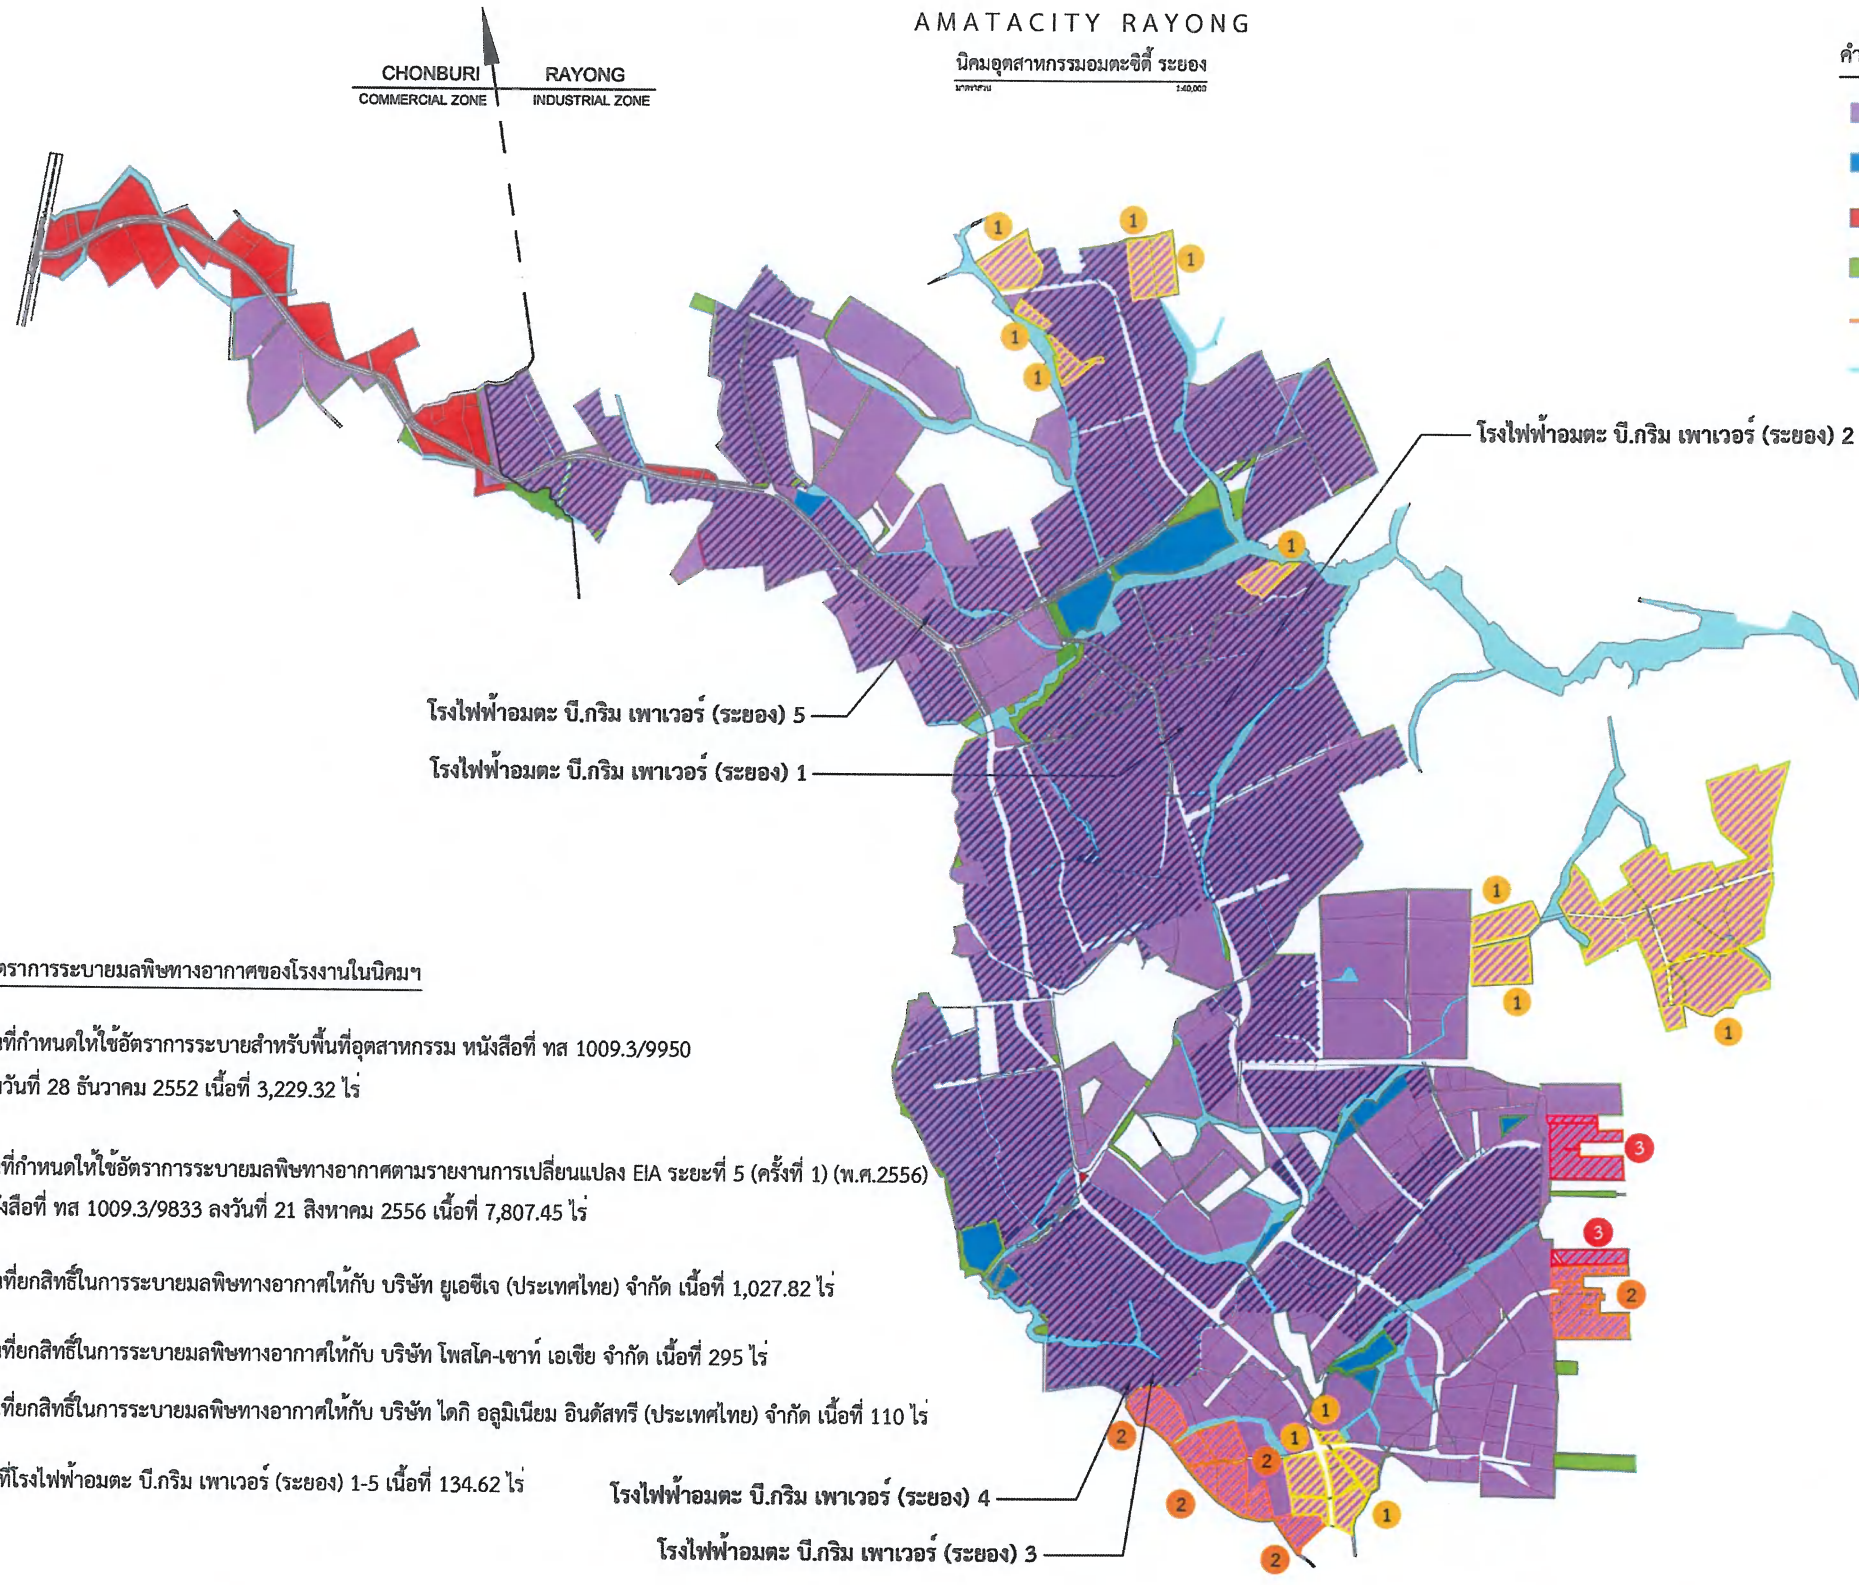 AMATACITY RAYONG
นิคมอุตสาหกรรมอมตะซิตี้ ระยอง
มาตราส่วน 1:40,000
CHONBURI RAYONG
COMMERCIAL ZONE INDUSTRIAL ZONE
1
1
1
1
1
โรงไฟฟ้าอมตะ บี.กริม เพาเวอร์ (ระยอง) 2
1
โรงไฟฟ้าอมตะ บี.กริม เพาเวอร์ (ระยอง) 5
โรงไฟฟ้าอมตะ บี.กริม เพาเวอร์ (ระยอง) 1
1
1
1
ตราการระบายมลพิษทางอากาศของโรงงานในนิคมฯ
ที่กำหนดให้ใช้อัตราการระบายสำหรับพื้นที่อุตสาหกรรม หนังสือที่ ทส 1009.3/9950
วันที่ 28 ธันวาคม 2552 เนื้อที่ 3,229.32 ไร่
ที่กำหนดให้ใช้อัตราการระบายมลพิษทางอากาศตามรายงานการเปลี่ยนแปลง EIA ระยะที่ 5 (ครั้งที่ 1) (พ.ศ.2556)
งสือที่ ทส 1009.3/9833 ลงวันที่ 21 สิงหาคม 2556 เนื้อที่ 7,807.45 ไร่
ที่ยกสิทธิ์ในการระบายมลพิษทางอากาศให้กับ บริษัท ยูเอซีเจ (ประเทศไทย) จำกัด เนื้อที่ 1,027.82 ไร่
ที่ยกสิทธิ์ในการระบายมลพิษทางอากาศให้กับ บริษัท โพสโค-เซาท์ เอเชีย จำกัด เนื้อที่ 295 ไร่
ที่ยกสิทธิ์ในการระบายมลพิษทางอากาศให้กับ บริษัท ไดกิ อลูมิเนียม อินดัสทรี (ประเทศไทย) จำกัด เนื้อที่ 110 ไร่
ที่โรงไฟฟ้าอมตะ บี.กริม เพาเวอร์ (ระยอง) 1-5 เนื้อที่ 134.62 ไร่
3
3
2
1
1
2
2
2
1
2
โรงไฟฟ้าอมตะ บี.กริม เพาเวอร์ (ระยอง) 4
โรงไฟฟ้าอมตะ บี.กริม เพาเวอร์ (ระยอง) 3